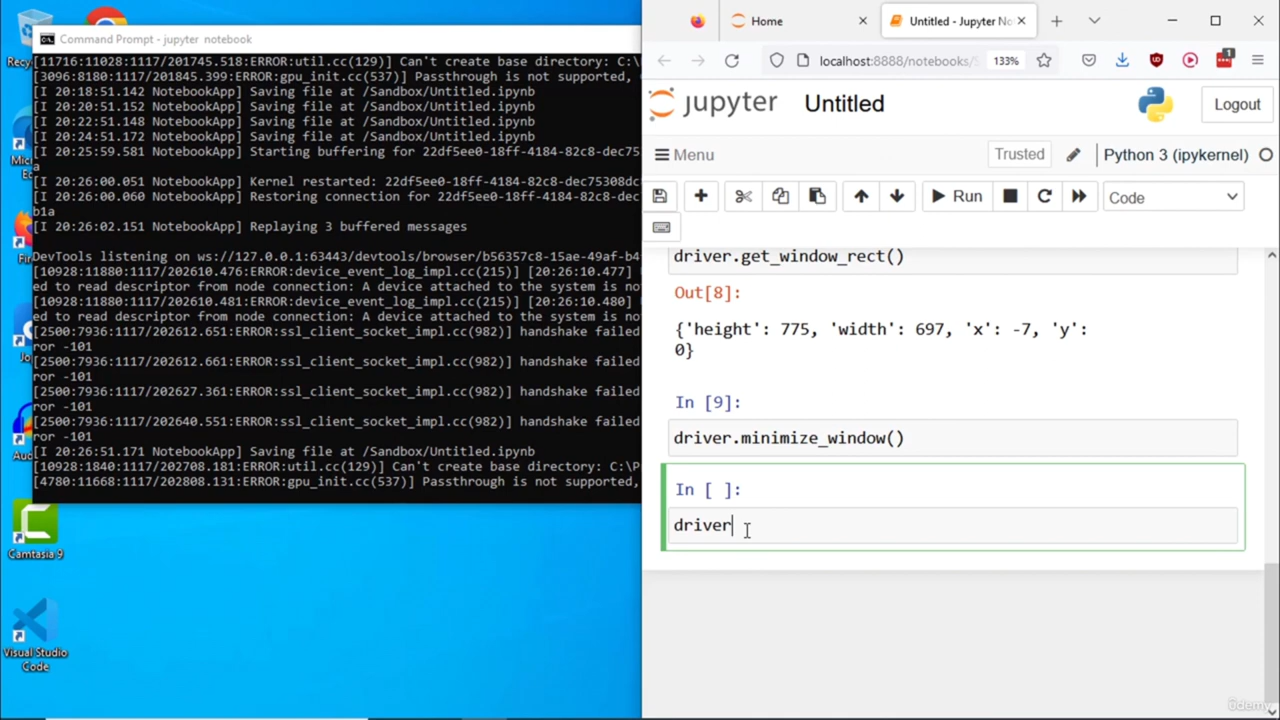 Command Prompt - jupyter notebook
[11716:11028:1117/201745.518:ERROR:util.cc(129)] Can't create base directory: C:\
[3096:8180:1117/201845.399:ERROR:gpu_init.cc(537)] Passthrough is not supported,
[I 20:18:51.142 NotebookApp] Saving file at /Sandbox/Untitled.ipynb
[I 20:20:51.152 NotebookApp] Saving file at /Sandbox/Untitled.ipynb
[I 20:22:51.148 NotebookApp] Saving file at /Sandbox/Untitled.ipynb
[I 20:24:51.172 NotebookApp] Saving file at /Sandbox/Untitled.ipynb
[I 20:25:59.581 NotebookApp] Starting buffering for 22df5ee0-18ff-4184-82c8-dec75
a
[I 20:26:00.051 NotebookApp] Kernel restarted: 22df5ee0-18ff-4184-82c8-dec75308dc
[I 20:26:00.060 NotebookApp] Restoring connection for 22df5ee0-18ff-4184-82c8-dec
b1a
[I 20:26:02.151 NotebookApp] Replaying 3 buffered messages
DevTools listening on ws://127.0.0.1:63443/devtools/browser/b56357c8-15ae-49af-b4
[10928:11880:1117/202610.476:ERROR:device_event_log_impl.cc(215)] [20:26:10.477]
ed to read descriptor from node connection: A device attached to the system is no
[10928:11880:1117/202610.481:ERROR:device_event_log_impl.cc(215)] [20:26:10.480]
ed to read descriptor from node connection: A device attached to the system is no
[2500:7936:1117/202612.651:ERROR:ssl_client_socket_impl.cc(982)] handshake failed
ror -101
[2500:7936:1117/202612.661:ERROR:ssl_client_socket_impl.cc(982)] handshake failed
ror -101
[2500:7936:1117/202627.361:ERROR:ssl_client_socket_impl.cc(982)] handshake failed
ror -101
[2500:7936:1117/202640.551:ERROR:ssl_client_socket_impl.cc(982)] handshake failed
ror -101
[I 20:26:51.171 NotebookApp] Saving file at /Sandbox/Untitled.ipynb
[10928:1840:1117/202708.181:ERROR:util.cc(129)] Can't create base directory: C:\P
[4780:11668:1117/202808.131:ERROR:gpu_init.cc(537)] Passthrough is not supported,
Camtasia 9
Visual Studio
Code
Home
Untitled - Jupyter No
localhost:8888/notebooks/S
133%
1
jupyter
Untitled
Logout
Menu
Trusted
Python 3 (ipykernel)
Run
Code
driver.get_window_rect()
Out[8]:
{'height': 775, 'width': 697, 'x': -7, 'y':
0}
In [9]:
driver.minimize_window()
In [ ]:
driver
ûdemy